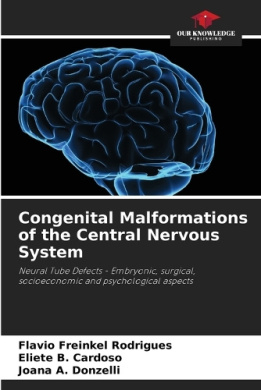 OUR KNOWLEDGE
PUBLISHING
Congenital Malformations
of the Central Nervous
System
Neural Tube Defects - Embryonic, surgical,
socioeconomic and psychological aspects
Flavio Freinkel Rodrigues
Eliete B. Cardoso
Joana A. Donzelli